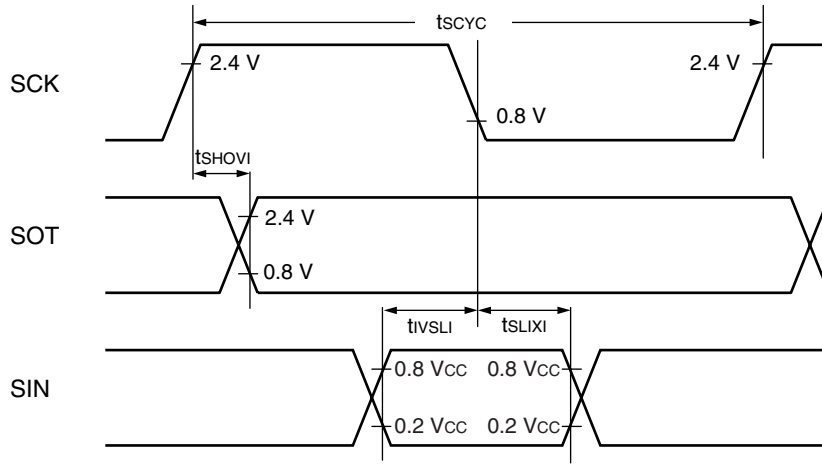 tSCYC
SCK
2.4 V
2.4 V
0.8 V
tSHOVI
SOT
2.4 V
0.8 V
tIVSLI
tSLIXI
SIN
0.8 VCC
0.8 VCC
0.2 VCC
0.2 VCC